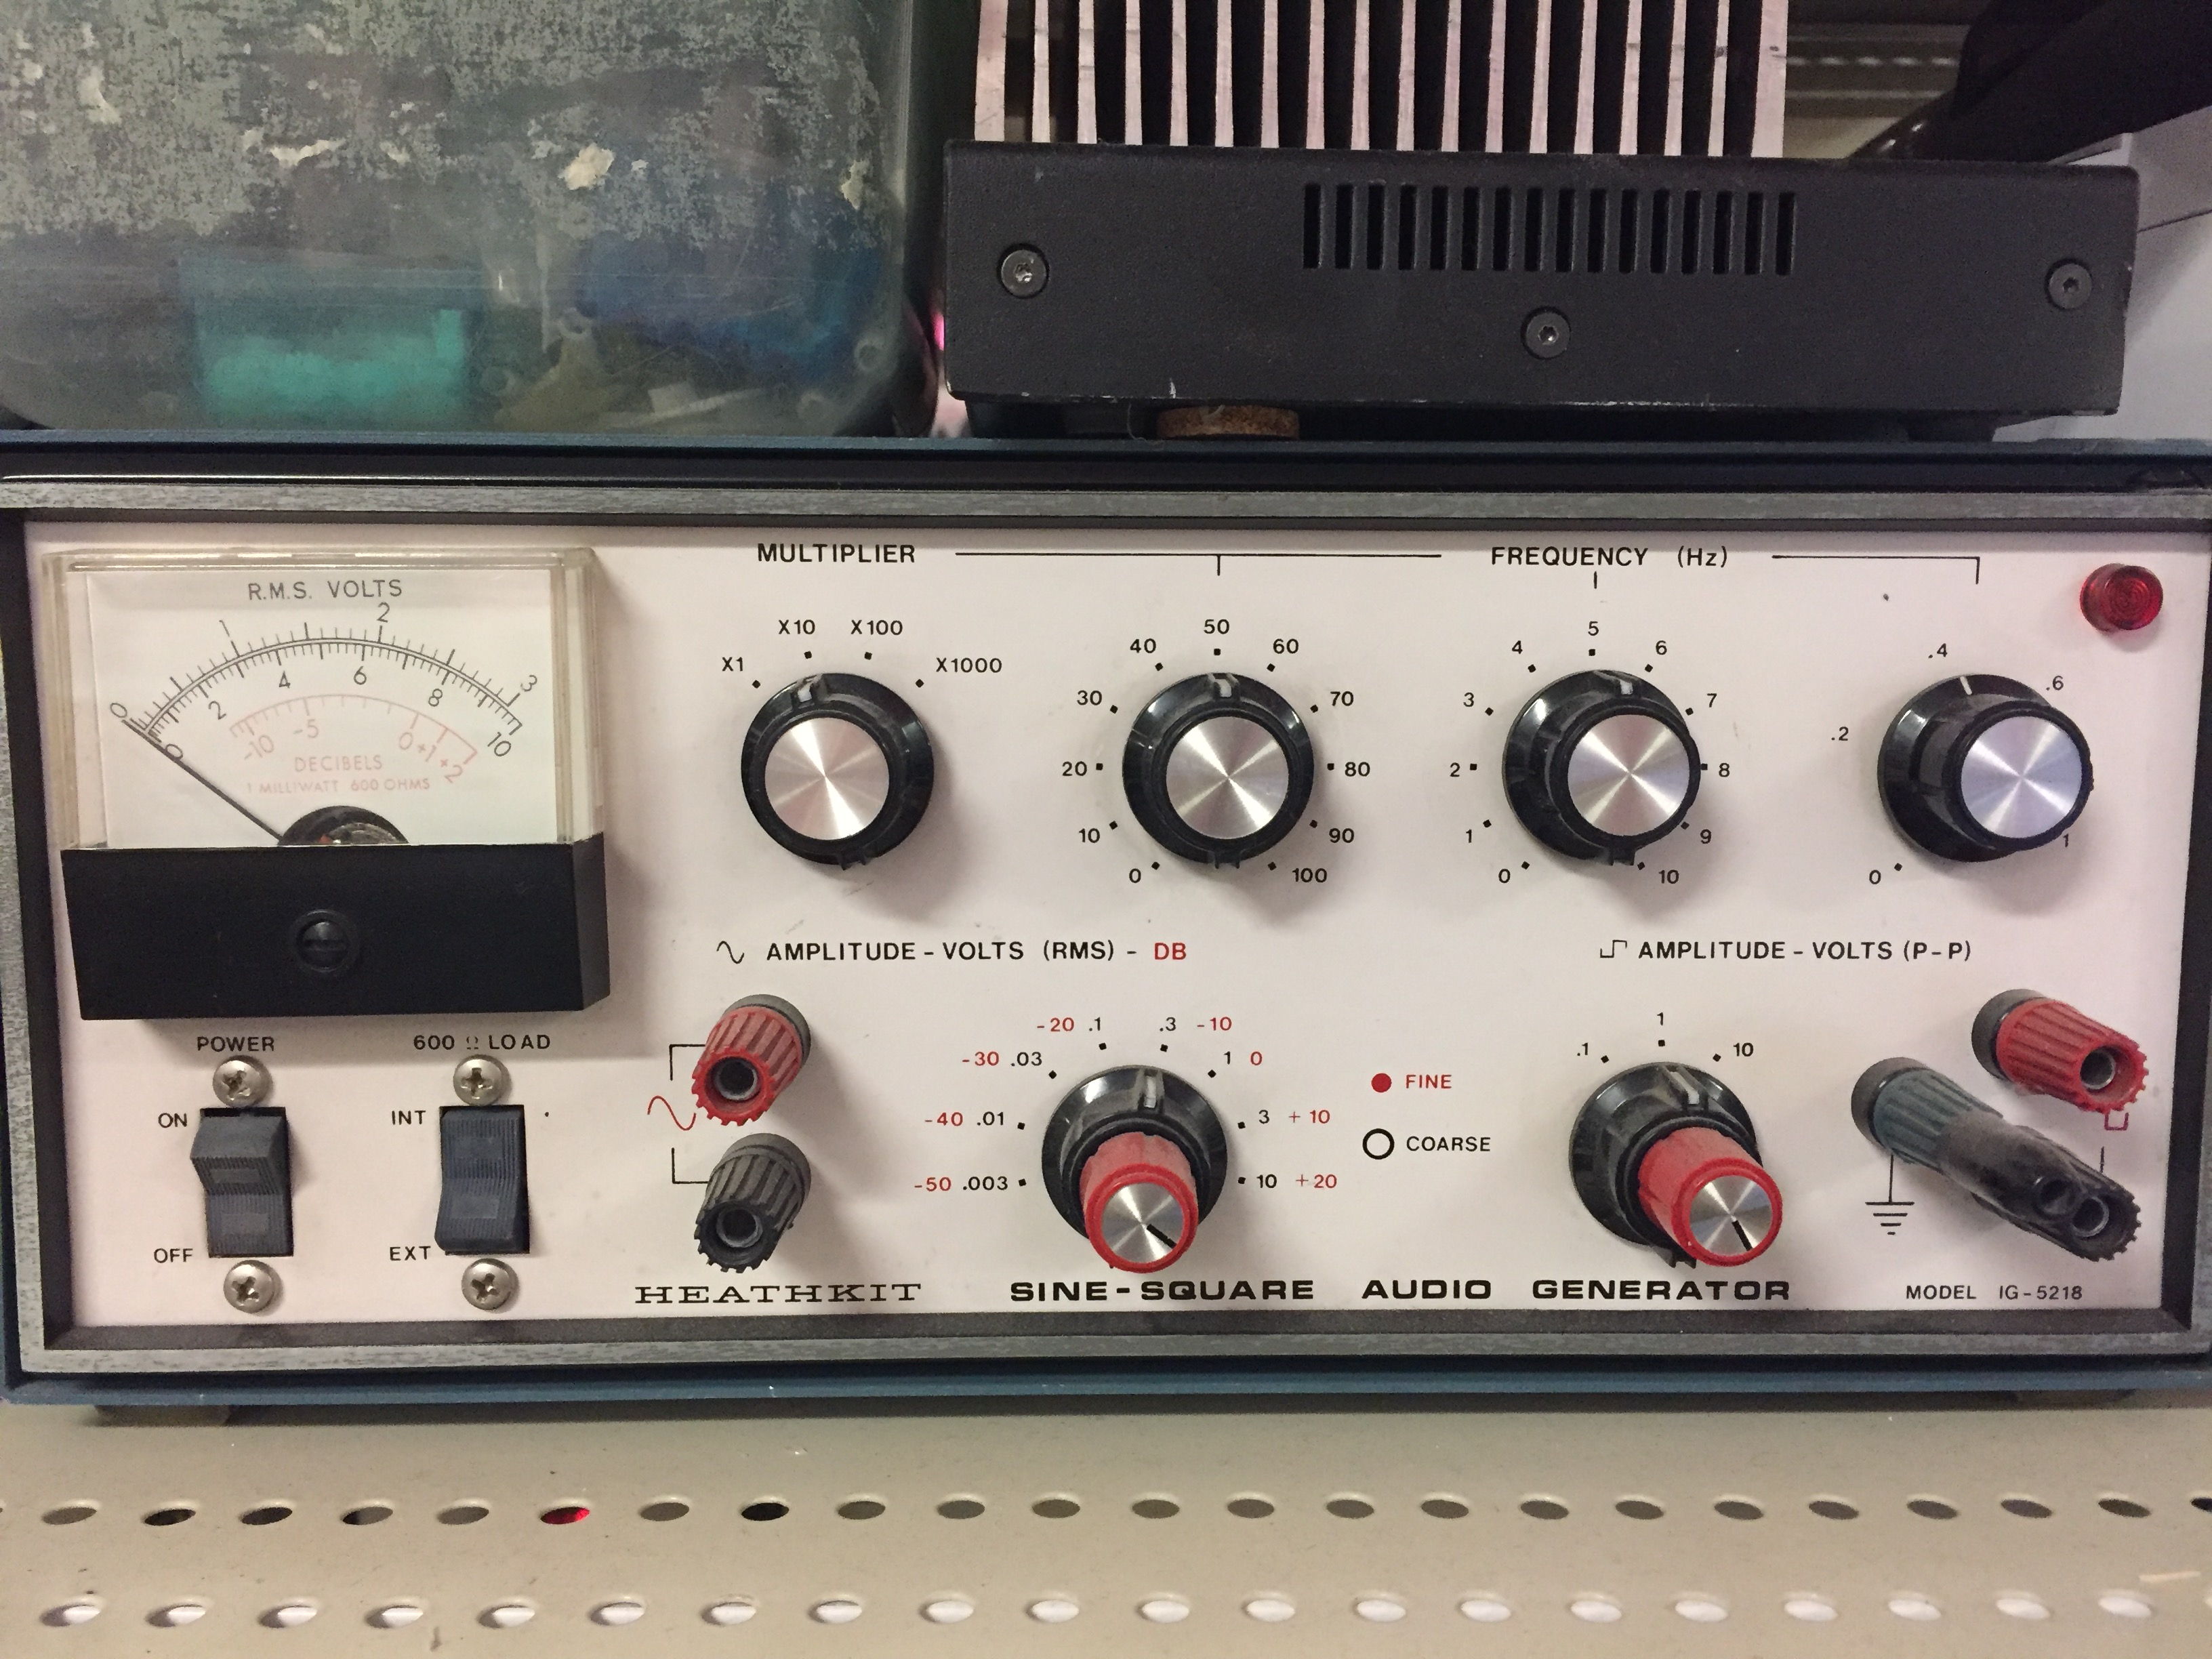 R.M.S. VOLTS
0 1 2 3
0 2 4 6 8 10
-10 -5 0 +1 +2
DECIBELS
1 MILLIWATT 600 OHMS
MULTIPLIER
X1 X10 X100 X1000
FREQUENCY (Hz)
0 10 20 30 40 50 60 70 80 90 100
0 1 2 3 4 5 6 7 8 9 10
0 .2 .4 .6 1
AMPLITUDE - VOLTS (RMS) - DB
AMPLITUDE - VOLTS (P-P)
POWER
ON
OFF
600 Ω LOAD
INT
EXT
-50 .003
-40 .01
-30 .03
-20 .1
.3 -10
1 0
3 +10
10 +20
FINE
COARSE
.1 1 10
HEATHKIT SINE-SQUARE AUDIO GENERATOR MODEL IG-5218